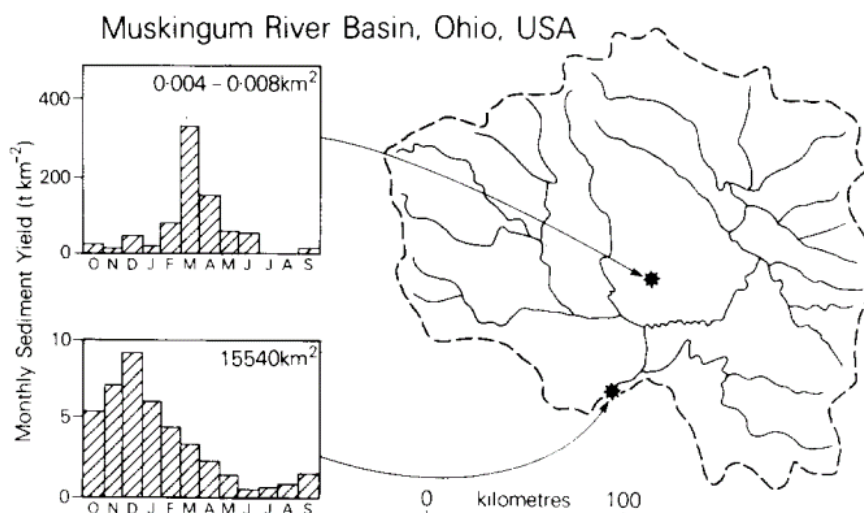 Muskingum River Basin, Ohio, USA
Monthly Sediment Yield (t km⁻²)
0·004 – 0·008km²
400
200
0
O N D J F M A M J J A S
15540km²
10
5
0
O N D J F M A M J J A S
0 kilometres 100